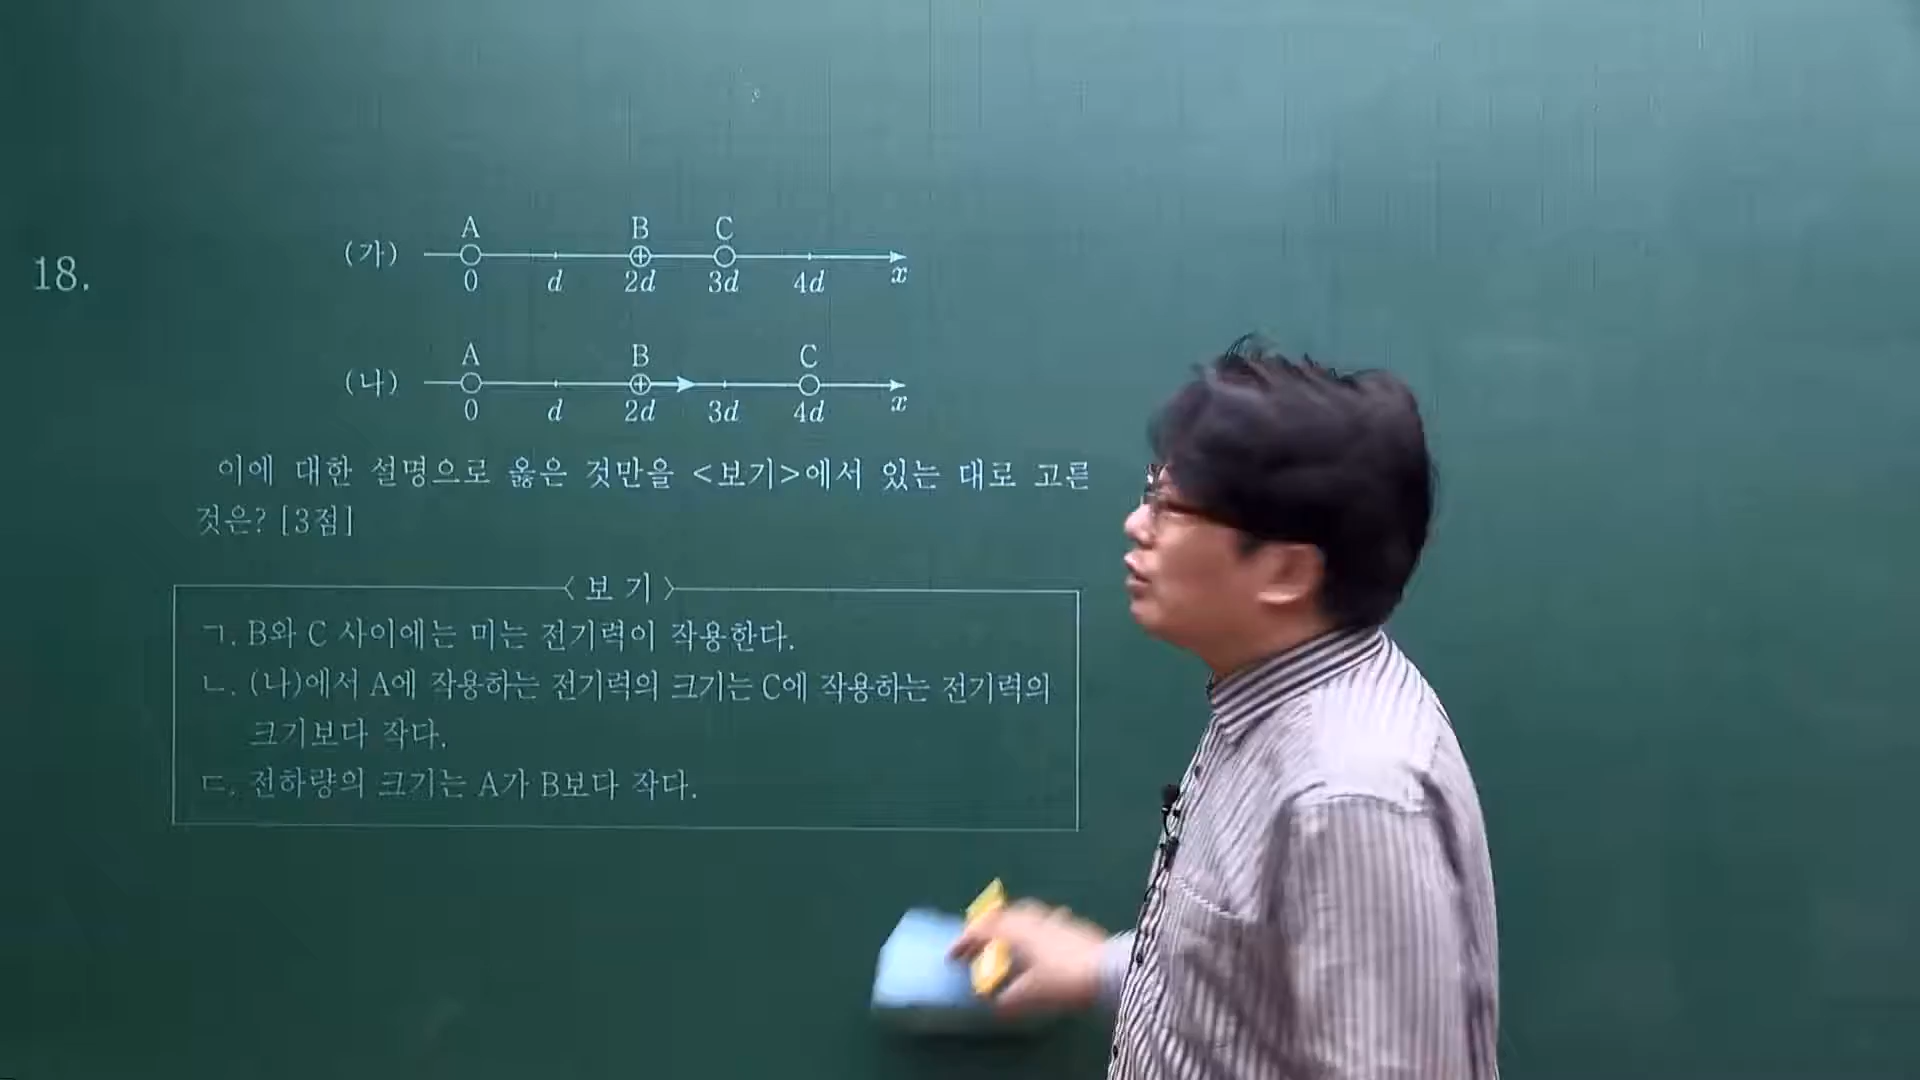 18.
(가)
A B C
0 d 2d 3d 4d x
(나)
A B C
0 d 2d 3d 4d x
이에 대한 설명으로 옳은 것만을 <보기>에서 있는 대로 고른
것은? [3점]
<보 기>
ㄱ. B와 C 사이에는 미는 전기력이 작용한다.
ㄴ. (나)에서 A에 작용하는 전기력의 크기는 C에 작용하는 전기력의
크기보다 작다.
ㄷ. 전하량의 크기는 A가 B보다 작다.